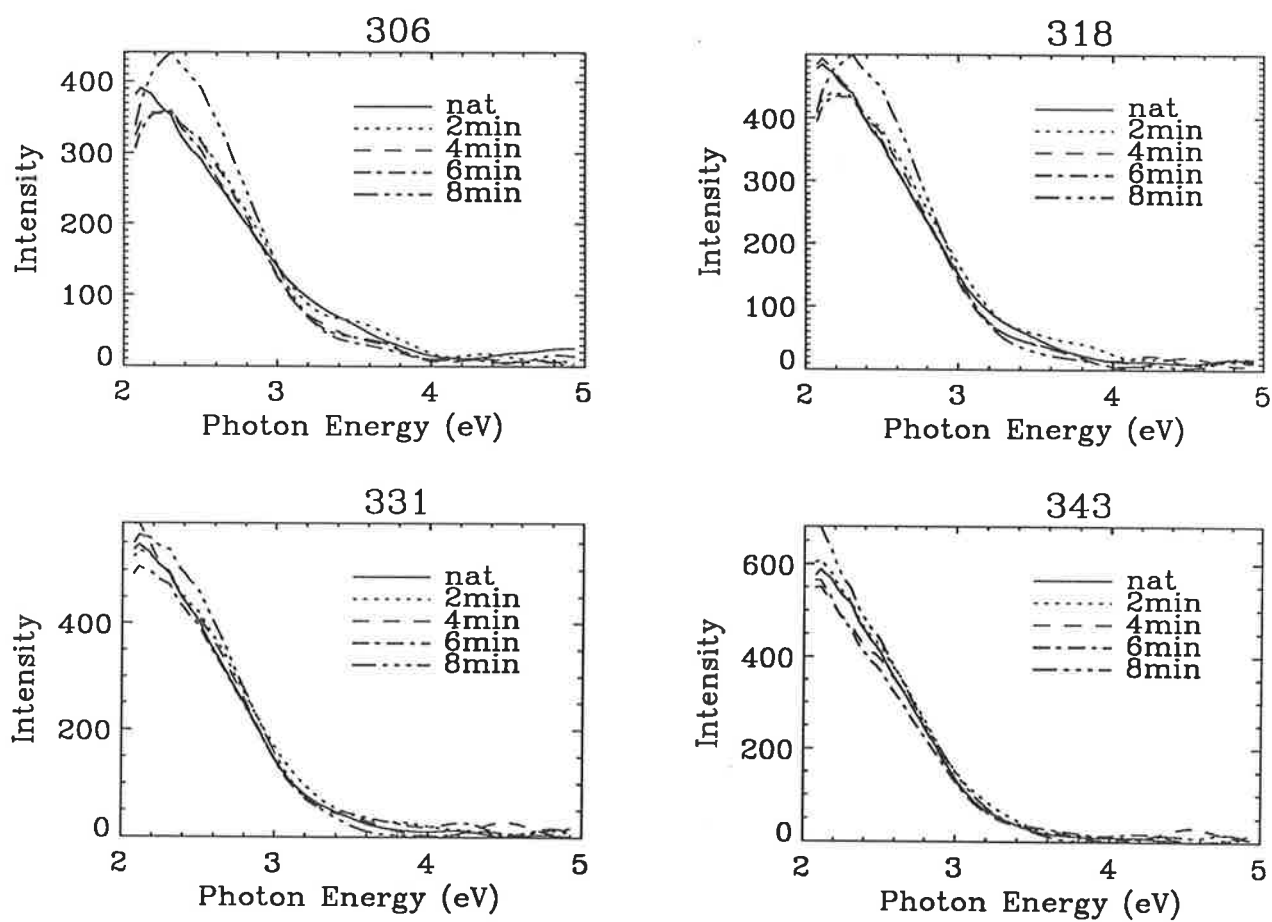 306
400
300
200
100
0
2
3
4
5
Intensity
Photon Energy (eV)
nat
2min
4min
6min
8min
318
400
300
200
100
0
2
3
4
5
Intensity
Photon Energy (eV)
nat
2min
4min
6min
8min
331
400
200
0
2
3
4
5
Intensity
Photon Energy (eV)
nat
2min
4min
6min
8min
343
600
400
200
0
2
3
4
5
Intensity
Photon Energy (eV)
nat
2min
4min
6min
8min